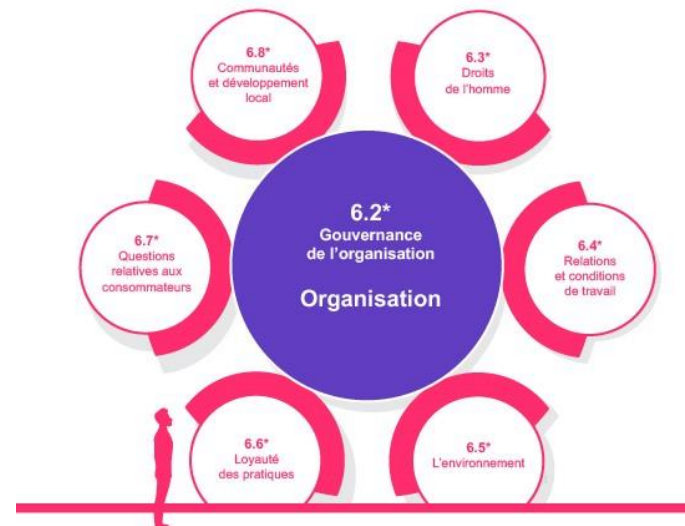 6.8*
Communautés
et développement
local
6.3*
Droits
de l'homme
6.2*
Gouvernance
de l'organisation
Organisation
6.7*
Questions
relatives aux
consommateurs
6.4*
Relations
et conditions
de travail
6.6*
Loyauté
des pratiques
6.5*
L'environnement